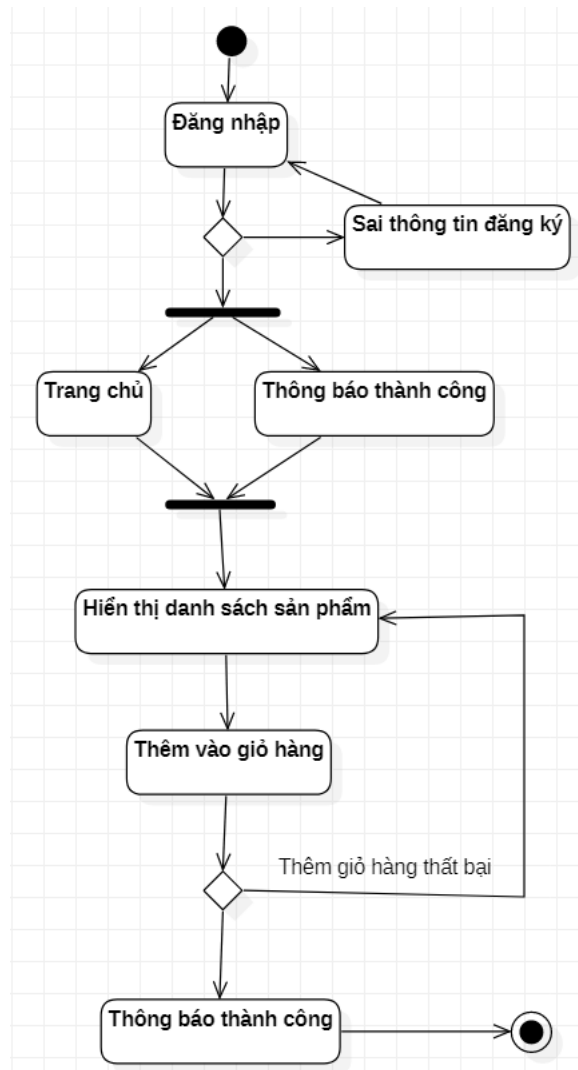 Đăng nhập
Sai thông tin đăng ký
Trang chủ
Thông báo thành công
Hiển thị danh sách sản phẩm
Thêm vào giỏ hàng
Thêm giỏ hàng thất bại
Thông báo thành công